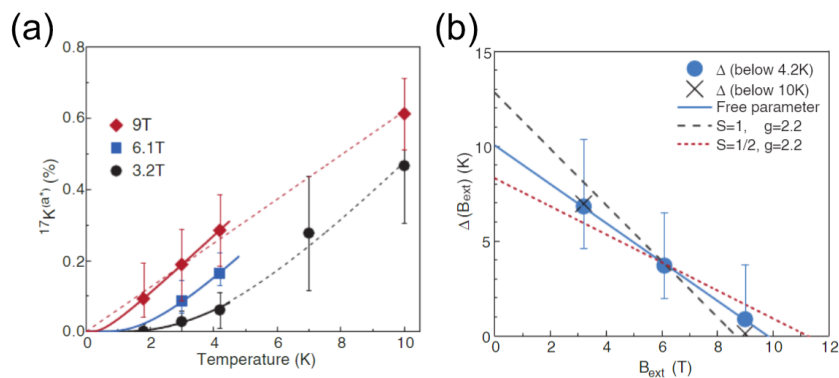 (a)
0.8
0.6
0.4
0.2
0.0
¹⁷K(a*) (%)
9T
6.1T
3.2T
0 2 4 6 8 10
Temperature (K)
(b)
15
10
5
0
Δ(B_ext) (K)
Δ (below 4.2K)
Δ (below 10K)
Free parameter
S=1, g=2.2
S=1/2, g=2.2
0 2 4 6 8 10 12
B_ext (T)